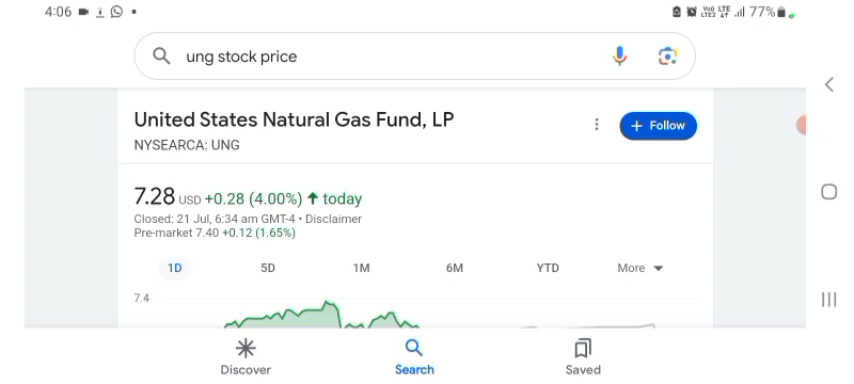 4:06 77%
ung stock price
United States Natural Gas Fund, LP
NYSEARCA: UNG
+ Follow
7.28 USD +0.28 (4.00%) ↑ today
Closed: 21 Jul, 6:34 am GMT-4 • Disclaimer
Pre-market 7.40 +0.12 (1.65%)
1D 5D 1M 6M YTD More
7.4
Discover Search Saved